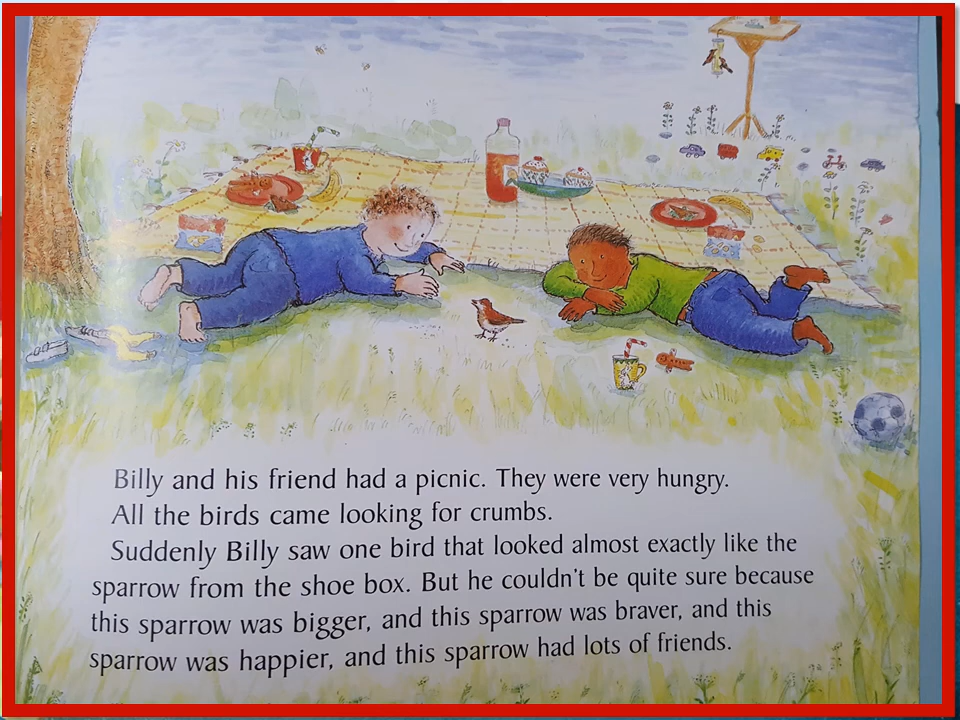 Billy and his friend had a picnic. They were very hungry.
All the birds came looking for crumbs.
Suddenly Billy saw one bird that looked almost exactly like the
sparrow from the shoe box. But he couldn't be quite sure because
this sparrow was bigger, and this sparrow was braver, and this
sparrow was happier, and this sparrow had lots of friends.